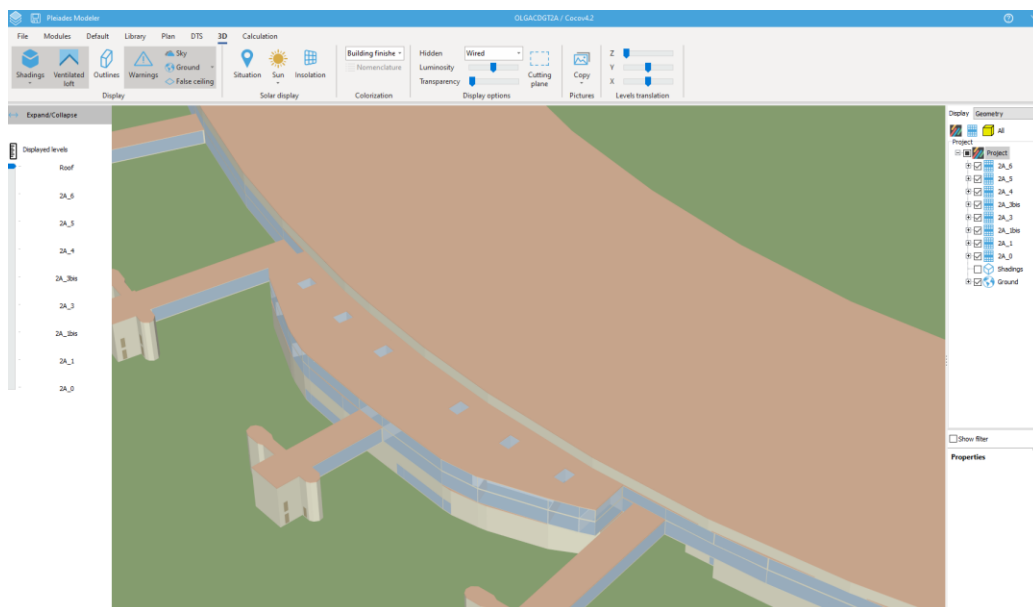 Pleiades Modeler
OLGACDGT2A / Cocov4.2
File Modules Default Library Plan DTS 3D Calculation
Shadings
Ventilated loft
Outlines
Warnings
Sky
Ground
False ceiling
Display
Situation
Sun
Insolation
Solar display
Building finishe
Nomenclature
Colorization
Hidden Wired
Luminosity
Transparency
Cutting plane
Display options
Copy
Pictures
Z
Y
X
Levels translation
Expand/Collapse
Displayed levels
Roof
2A_6
2A_5
2A_4
2A_3bis
2A_3
2A_1bis
2A_1
2A_0
Display Geometry
All
Project
Project
2A_6
2A_5
2A_4
2A_3bis
2A_3
2A_1bis
2A_1
2A_0
Shadings
Ground
Show filter
Properties